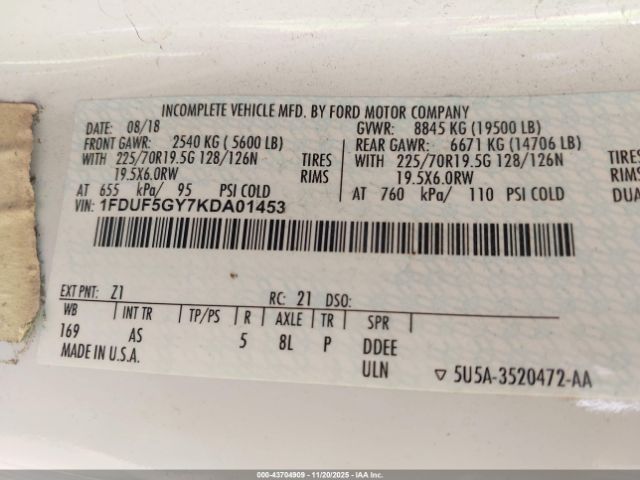 INCOMPLETE VEHICLE MFD. BY FORD MOTOR COMPANY
DATE: 08/18 GVWR: 8845 KG (19500 LB)
FRONT GAWR: 2540 KG ( 5600 LB) REAR GAWR: 6671 KG (14706 LB)
WITH 225/70R19.5G 128/126N TIRES WITH 225/70R19.5G 128/126N TIRES
19.5X6.0RW RIMS 19.5X6.0RW RIMS
AT 655 kPa/ 95 PSI COLD AT 760 kPa/ 110 PSI COLD DUAL
VIN: 1FDUF5GY7KDA01453
EXT PNT: Z1 RC: 21 DSO:
WB INT TR TP/PS R AXLE TR SPR
169 AS 5 8L P DDEE
MADE IN U.S.A. ULN ▽ 5U5A-3520472-AA
000-43704909 - 11/20/2025 - IAAI.COM